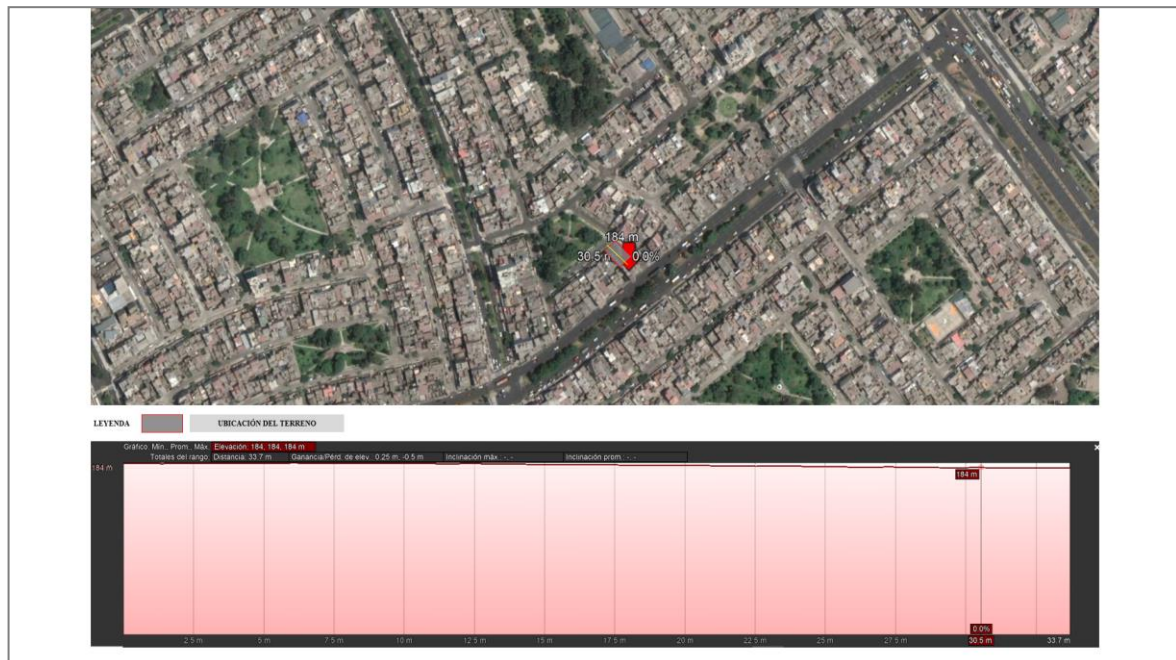 184 m
30.5 m 0.0%
LEYENDA UBICACIÓN DEL TERRENO
Gráfico: Mín., Prom., Máx. Elevación: 184, 184, 184 m
Totales del rango: Distancia: 33.7 m Ganancia/Pérd. de elev.: 0.25 m, -0.5 m Inclinación máx.: -, - Inclinación prom.: -, -
184 m
184 m
0.0%
2.5 m 5 m 7.5 m 10 m 12.5 m 15 m 17.5 m 20 m 22.5 m 25 m 27.5 m 30.5 m 33.7 m